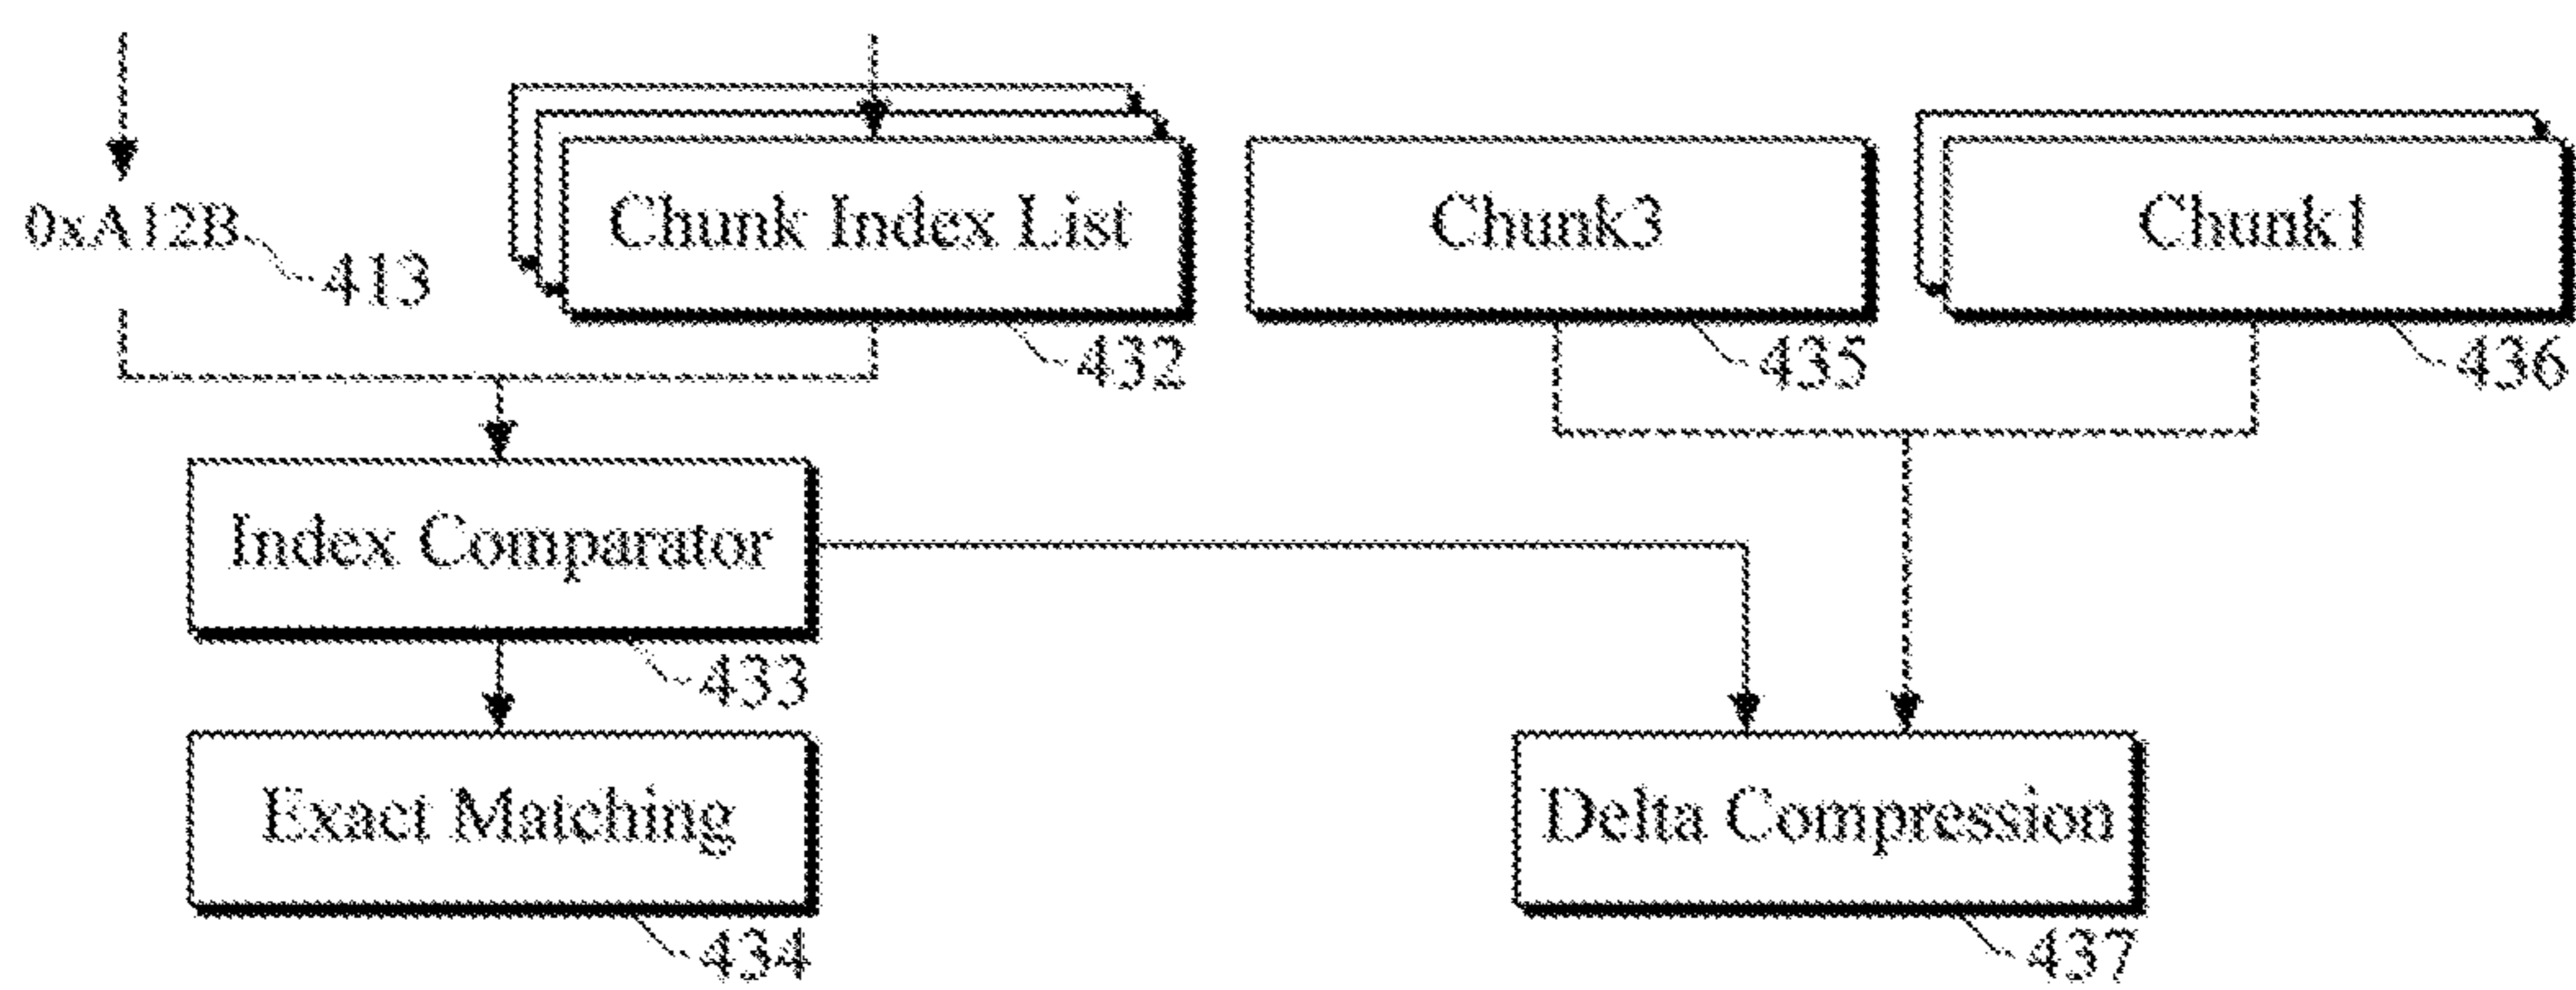 0xA12B
413
Chunk Index List
432
Chunk3
435
Chunk1
436
Index Comparator
433
Exact Matching
434
Delta Compression
437